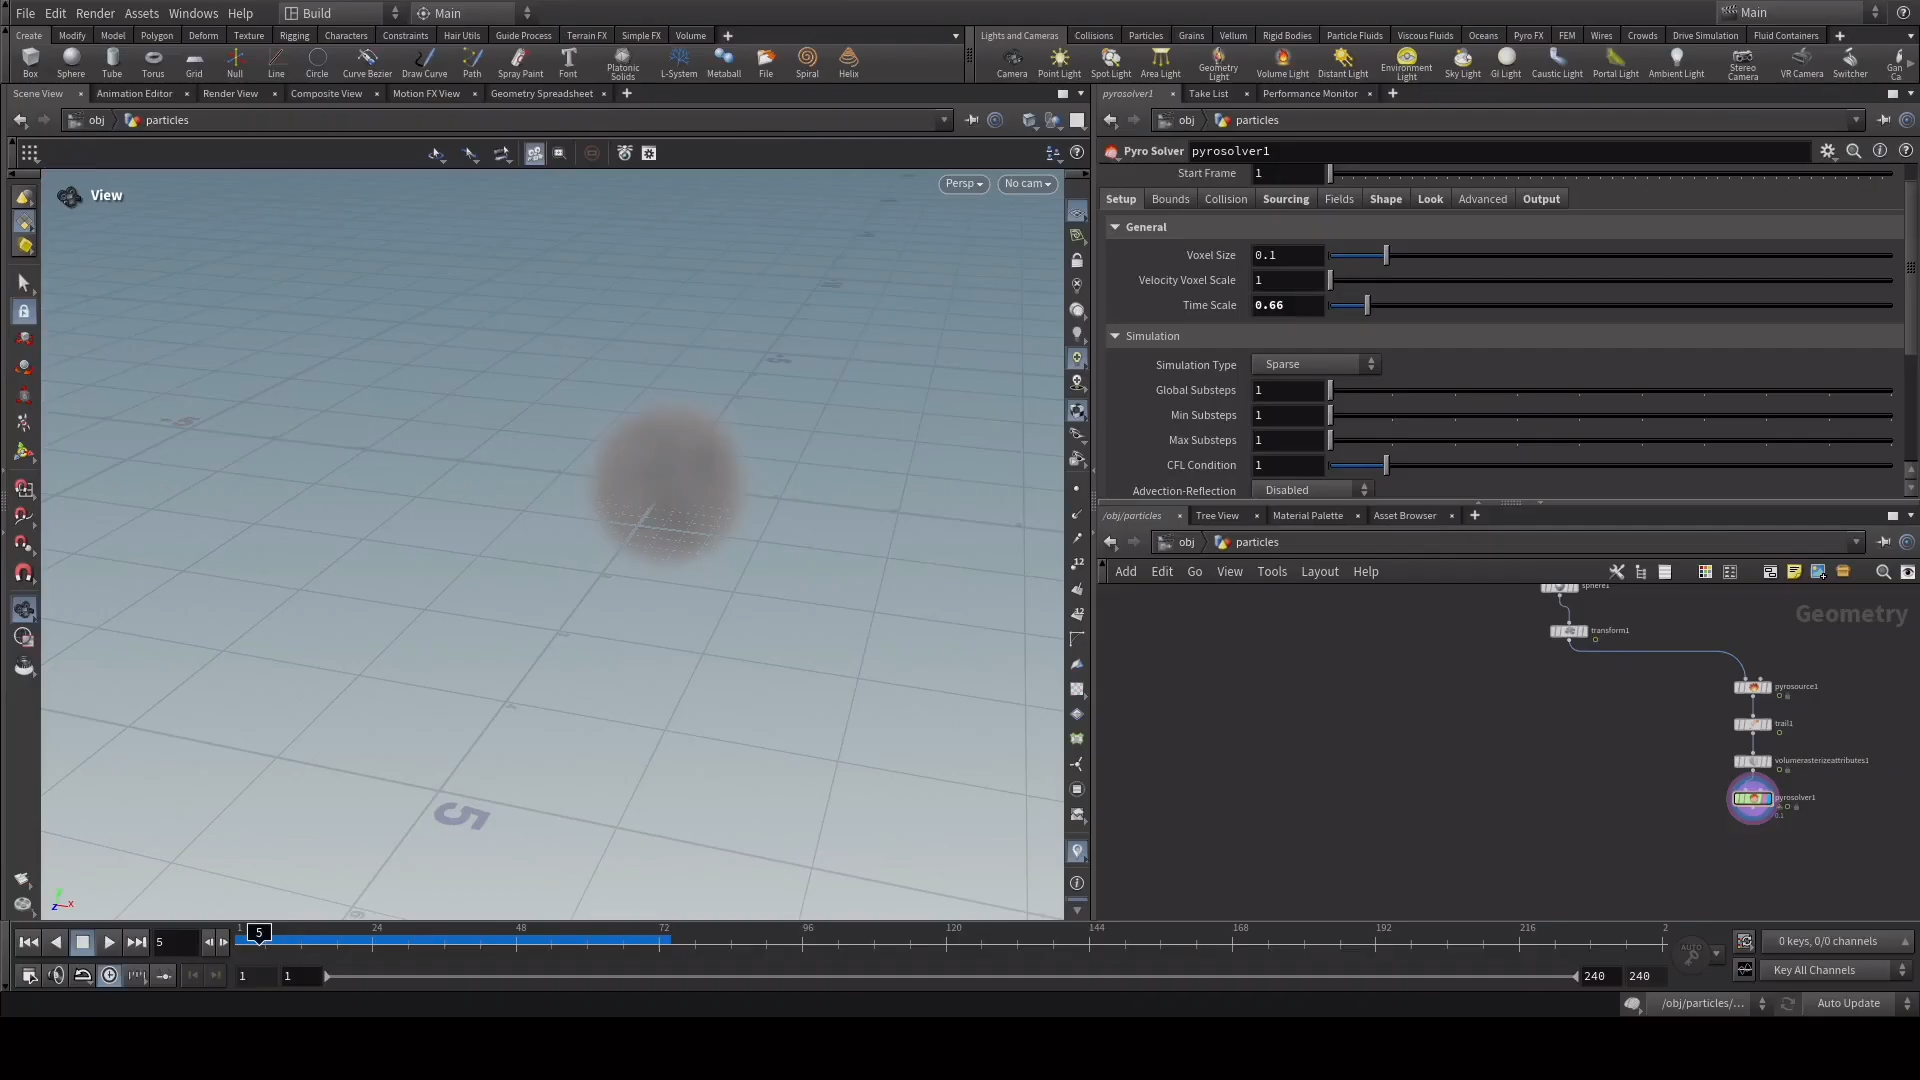 File Edit Render Assets Windows Help Build Main Main
Create Modify Model Polygon Deform Texture Rigging Characters Constraints Hair Utils Guide Process Terrain FX Simple FX Volume
Lights and Cameras Collisions Particles Grains Vellum Rigid Bodies Particle Fluids Viscous Fluids Oceans Pyro FX FEM Wires Crowds Drive Simulation Fluid Containers
Box Sphere Tube Torus Grid Null Line Circle Curve Bezier Draw Curve Path Spray Paint Font Platonic Solids L-System Metaball File Spiral Helix
Camera Point Light Spot Light Area Light Geometry Light Volume Light Distant Light Environment Light Sky Light GI Light Caustic Light Portal Light Ambient Light Stereo Camera VR Camera Switcher Gan Ca
Scene View Animation Editor Render View Composite View Motion FX View Geometry Spreadsheet
pyrosolver1 Take List Performance Monitor
obj particles
obj particles
Pyro Solver pyrosolver1
Start Frame 1
View
Persp No cam
Setup Bounds Collision Sourcing Fields Shape Look Advanced Output
General
Voxel Size 0.1
Velocity Voxel Scale 1
Time Scale 0.66
Simulation
Simulation Type Sparse
Global Substeps 1
Min Substeps 1
Max Substeps 1
CFL Condition 1
Advection-Reflection Disabled
/obj/particles Tree View Material Palette Asset Browser
obj particles
Add Edit Go View Tools Layout Help
sphere1
Geometry
transform1
pyrosource1
trail1
volumerasterizeattributes1
pyrosolver1
0.1
5
z x
5 1 5 24 48 72 96 120 144 168 192 216 2
AUTO
0 keys, 0/0 channels
1 1 240 240
Key All Channels
/obj/particles/... Auto Update